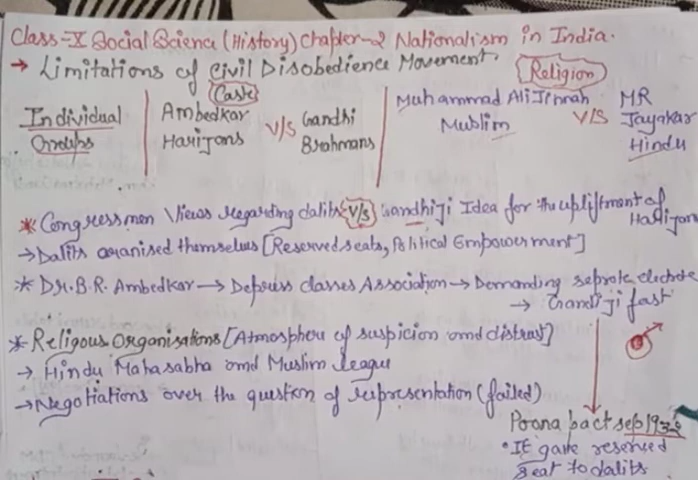 Class-X Social Science (History) Chapter-2 Nationalism in India.
→ Limitations of Civil Disobedience Movement.
Caste
Religion
Individual
Groups
Ambedkar
Harijans
V/S
Gandhi
Brahmans
Muhammad Ali Jinnah
Muslim
V/S
MR
Jayakar
Hindu
* Congressmen Views regarding dalits V/S Gandhiji Idea for the upliftment of
Harijan
→ Dalits organised themselves [Reserved seats, Political Empowerment]
* Dr. B.R. Ambedkar → Depress classes Association → Demanding seprate electorate
→ Gandiji fast
* Religous Organisations [Atmospher of suspicion and distrust]
→ Hindu Mahasabha and Muslim league
→ Negotiations over the question of representation (failed)
Poona pact sep 1932
• It gave reserved
seat to dalits